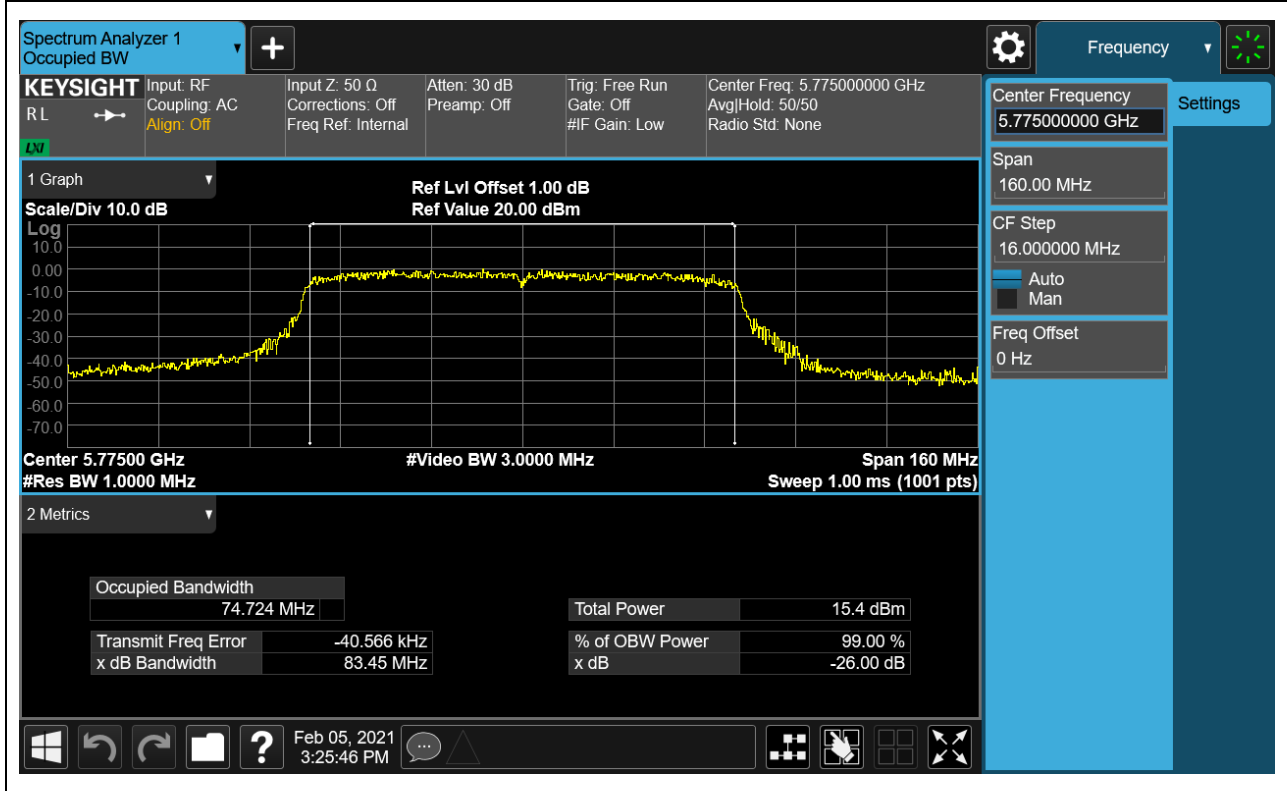 Spectrum Analyzer 1
Occupied BW
▼
+
Frequency
▼
KEYSIGHT
R L
LXI
Input: RF
Coupling: AC
Align: Off
Input Z: 50 Ω
Corrections: Off
Freq Ref: Internal
Atten: 30 dB
Preamp: Off
Trig: Free Run
Gate: Off
#IF Gain: Low
Center Freq: 5.775000000 GHz
Avg|Hold: 50/50
Radio Std: None
Center Frequency
5.775000000 GHz
Settings
Span
160.00 MHz
CF Step
16.000000 MHz
Auto
Man
Freq Offset
0 Hz
1 Graph
▼
Scale/Div 10.0 dB
Ref Lvl Offset 1.00 dB
Ref Value 20.00 dBm
Log
10.0
0.00
-10.0
-20.0
-30.0
-40.0
-50.0
-60.0
-70.0
Center 5.77500 GHz
#Video BW 3.0000 MHz
Span 160 MHz
#Res BW 1.0000 MHz
Sweep 1.00 ms (1001 pts)
2 Metrics
▼
Occupied Bandwidth
74.724 MHz
Total Power 15.4 dBm
Transmit Freq Error -40.566 kHz
% of OBW Power 99.00 %
x dB Bandwidth 83.45 MHz
x dB -26.00 dB
?
Feb 05, 2021
3:25:46 PM